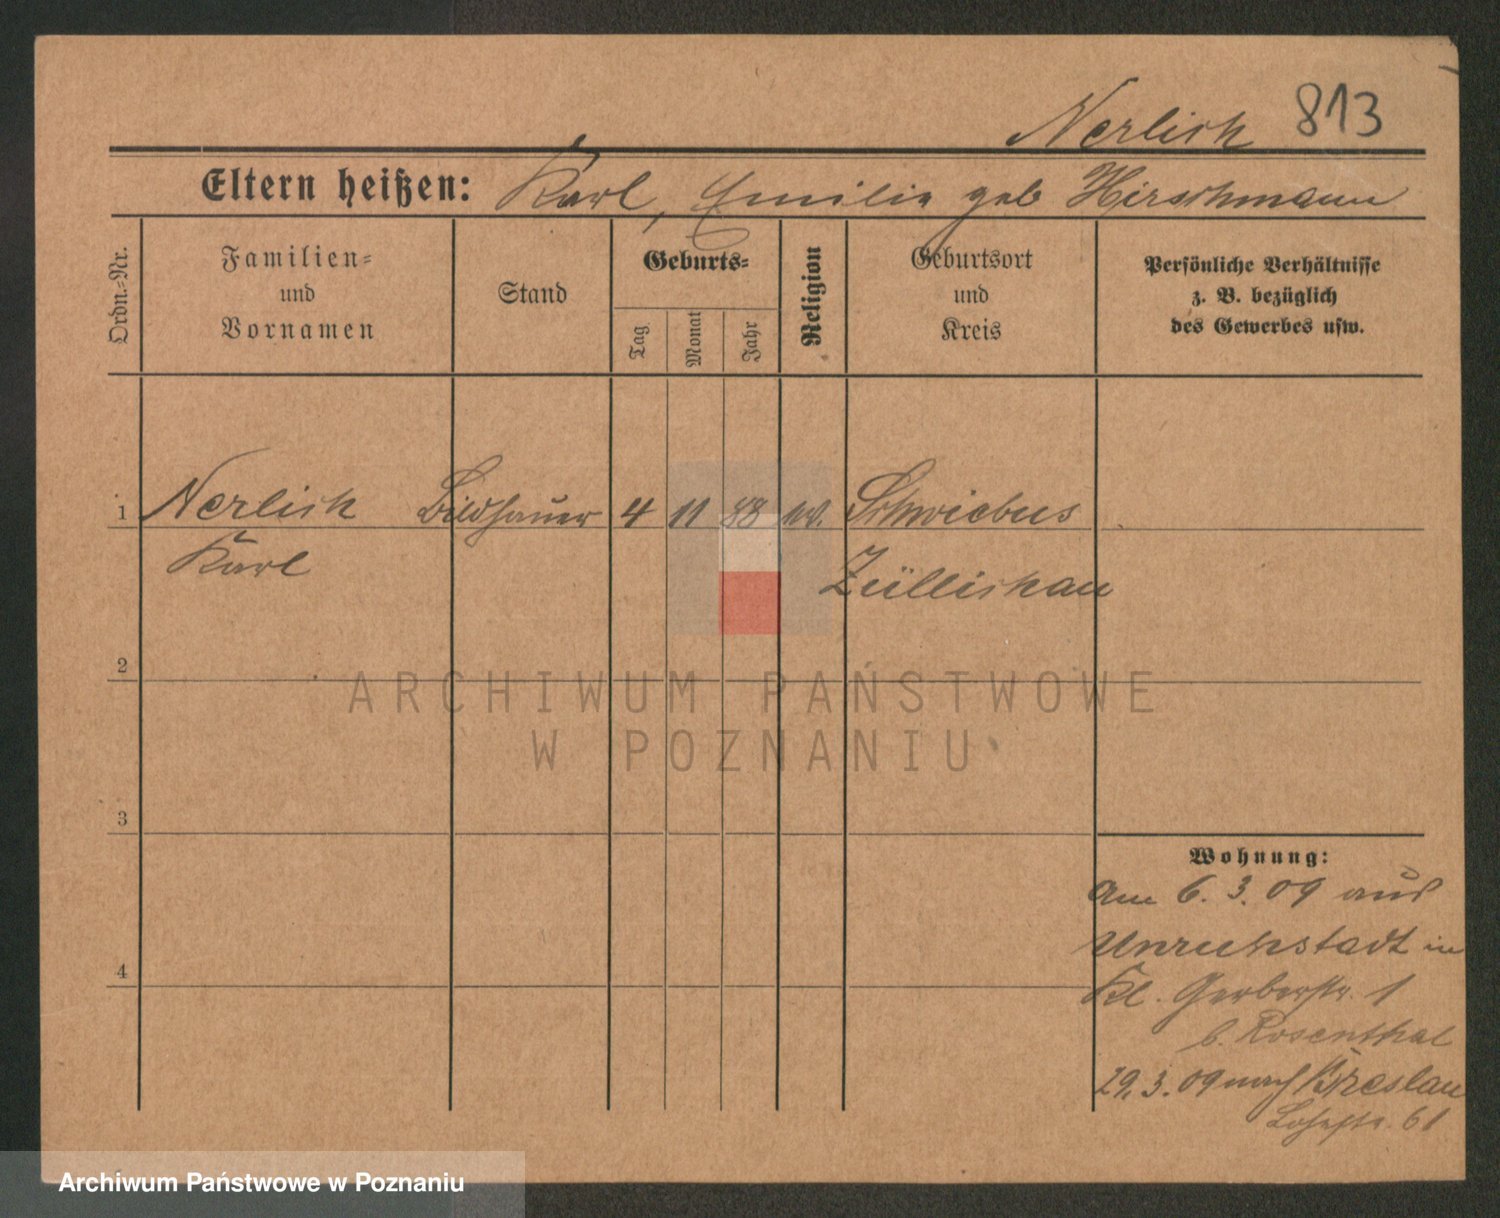 Nerlich 813
Eltern heißen: Karl, Emilie geb Hirschmann
Ordn.-Nr.
Familien-
und
Vornamen
Stand
Geburts-
Tag
Monat
Jahr
Religion
Geburtsort
und
Kreis
Persönliche Verhältnisse
z. B. bezüglich
des Gewerbes usw.
1 Nerlich Bildhauer 4 11 88 ev. Schwiebus
Karl Züllichau
2
ARCHIWUM PAŃSTWOWE
W POZNANIU
3
Wohnung:
Am 6. 3. 09 aus
Unruhstadt in
4
Kl. Gerberstr. 1
b. Rosenthal
29. 3. 09 nach Breslau
61
Archiwum Państwowe w Poznaniu